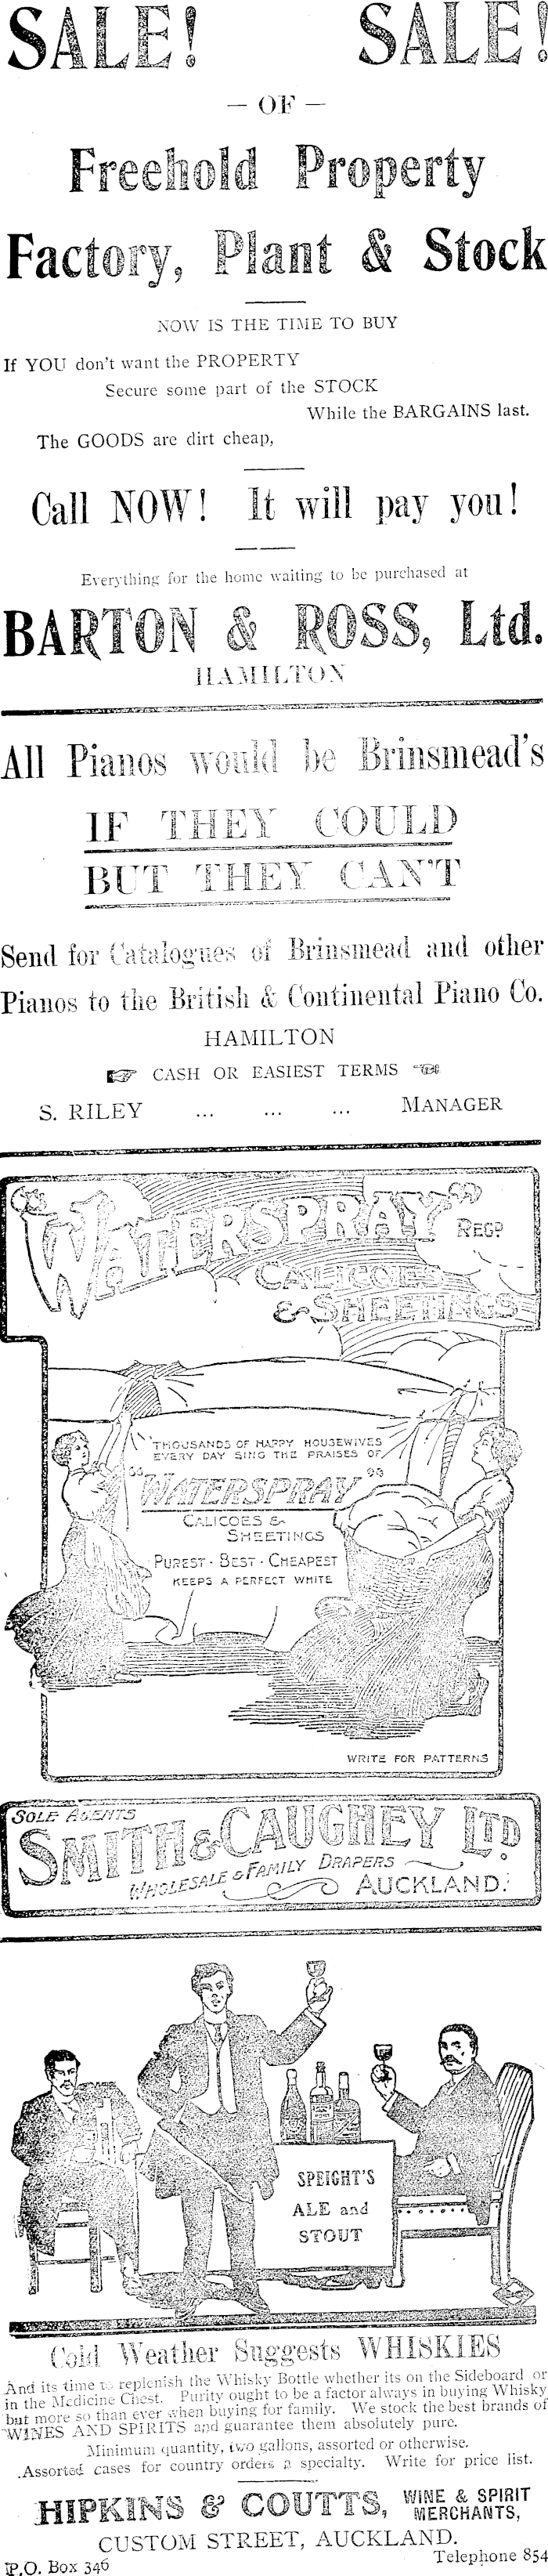 SALE! SALE!
— OF —
Freehold Property
Factory, Plant & Stock
NOW IS THE TIME TO BUY
If YOU don't want the PROPERTY
Secure some part of the STOCK
While the BARGAINS last.
The GOODS are dirt cheap,
Call NOW! It will pay you!
Everything for the home waiting to be purchased at
BARTON & ROSS, Ltd.
HAMILTON
All Pianos would be Brinsmead's
IF THEY COULD
BUT THEY CAN'T
Send for Catalogues of Brinsmead and other
Pianos to the British & Continental Piano Co.
HAMILTON
☞ CASH OR EASIEST TERMS ☜
S. RILEY ... ... ... MANAGER
"WATERSPRAY" REGD
CALICOES
& SHEETINGS
THOUSANDS OF HAPPY HOUSEWIVES
EVERY DAY SING THE PRAISES OF
"WATERSPRAY"
CALICOES &
SHEETINGS
PUREST · BEST · CHEAPEST
KEEPS A PERFECT WHITE
WRITE FOR PATTERNS
SOLE AGENTS
SMITH & CAUGHEY LTD.
WHOLESALE & FAMILY DRAPERS
AUCKLAND.
SPEIGHT'S
ALE and
STOUT
Cold Weather Suggests WHISKIES
And its time to replenish the Whisky Bottle whether its on the Sideboard or
in the Medicine Chest. Purity ought to be a factor always in buying Whisky
but more so than ever when buying for family. We stock the best brands of
WINES AND SPIRITS and guarantee them absolutely pure.
Minimum quantity, two gallons, assorted or otherwise.
Assorted cases for country orders a specialty. Write for price list.
HIPKINS & COUTTS, WINE & SPIRIT
MERCHANTS,
CUSTOM STREET, AUCKLAND.
P.O. Box 346 Telephone 854